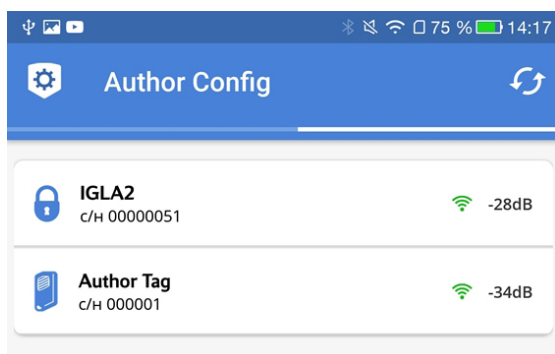 75 % 14:17
Author Config
IGLA2
с/н 00000051
-28dB
Author Tag
с/н 000001
-34dB